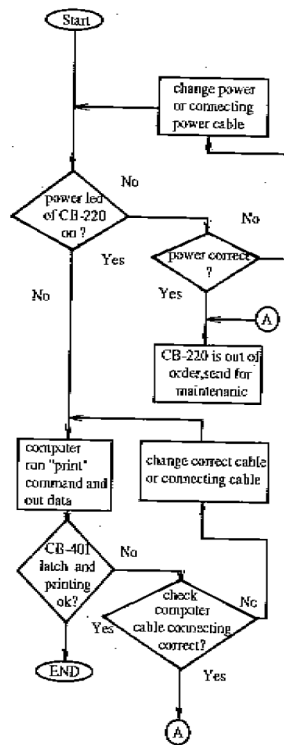 Start
change power
or connecting
power cable
No
No
power led
of CB-220
on ?
power correct
?
Yes
Yes
No
A
CB-220 is out of
order,send for
maintenanic
computer
run "print"
command and
out data
change correct cable
or connecting cable
CB-401
latch and
printing
ok?
No
check
computer
cable connecting
correct?
No
Yes
END
Yes
A